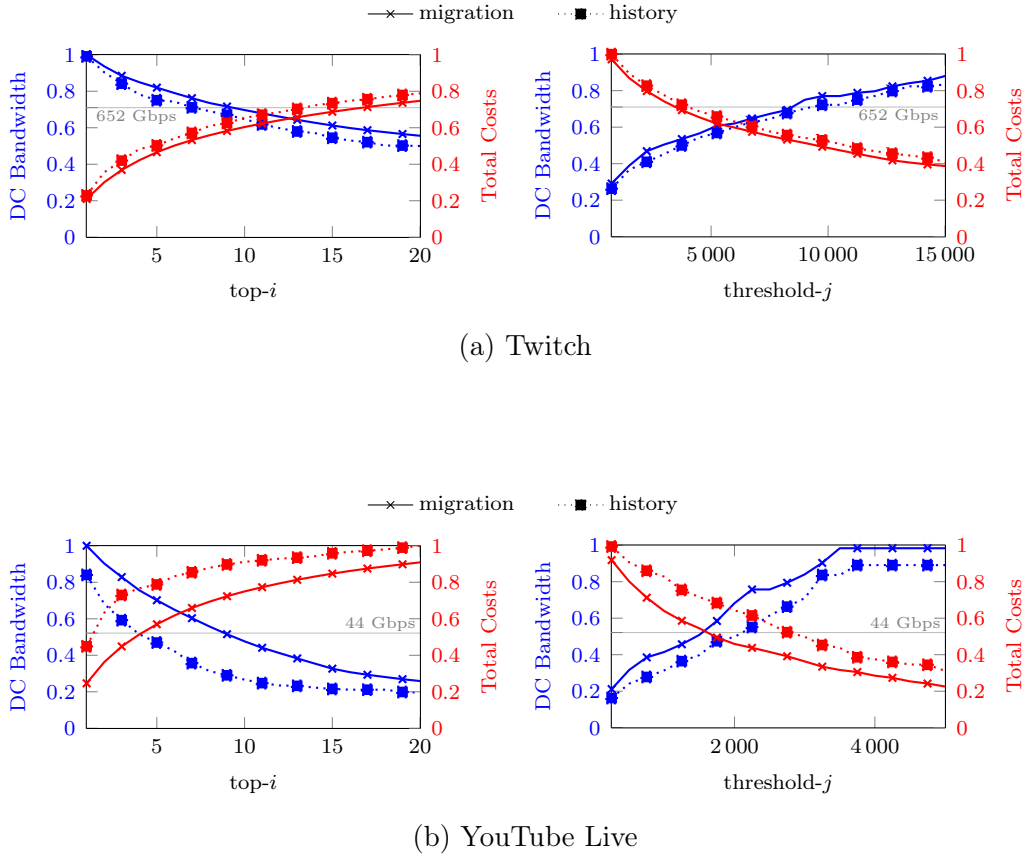 migration history
1
0.8
0.6
0.4
0.2
0
DC Bandwidth
652 Gbps
1
0.8
0.6
0.4
0.2
0
Total Costs
5 10 15 20
top-i
1
0.8
0.6
0.4
0.2
0
DC Bandwidth
652 Gbps
1
0.8
0.6
0.4
0.2
0
Total Costs
5 000 10 000 15 000
threshold-j
(a) Twitch
migration history
1
0.8
0.6
0.4
0.2
0
DC Bandwidth
44 Gbps
1
0.8
0.6
0.4
0.2
0
Total Costs
5 10 15 20
top-i
1
0.8
0.6
0.4
0.2
0
DC Bandwidth
44 Gbps
1
0.8
0.6
0.4
0.2
0
Total Costs
2 000 4 000
threshold-j
(b) YouTube Live